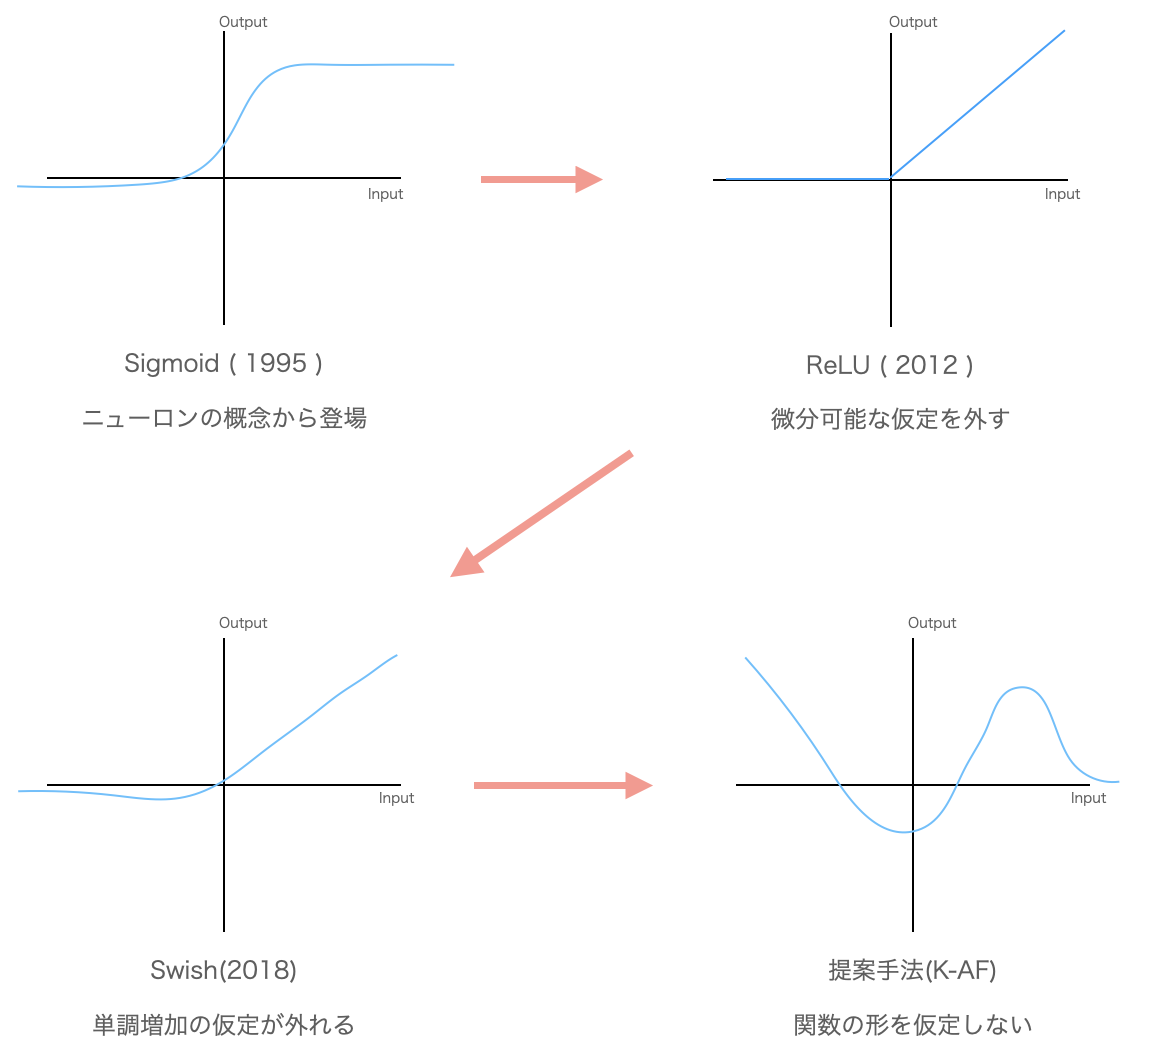 Output
Input
Sigmoid ( 1995 )
ニューロンの概念から登場
Output
Input
ReLU ( 2012 )
微分可能な仮定を外す
Output
Input
Swish(2018)
単調増加の仮定が外れる
Output
Input
提案手法(K-AF)
関数の形を仮定しない